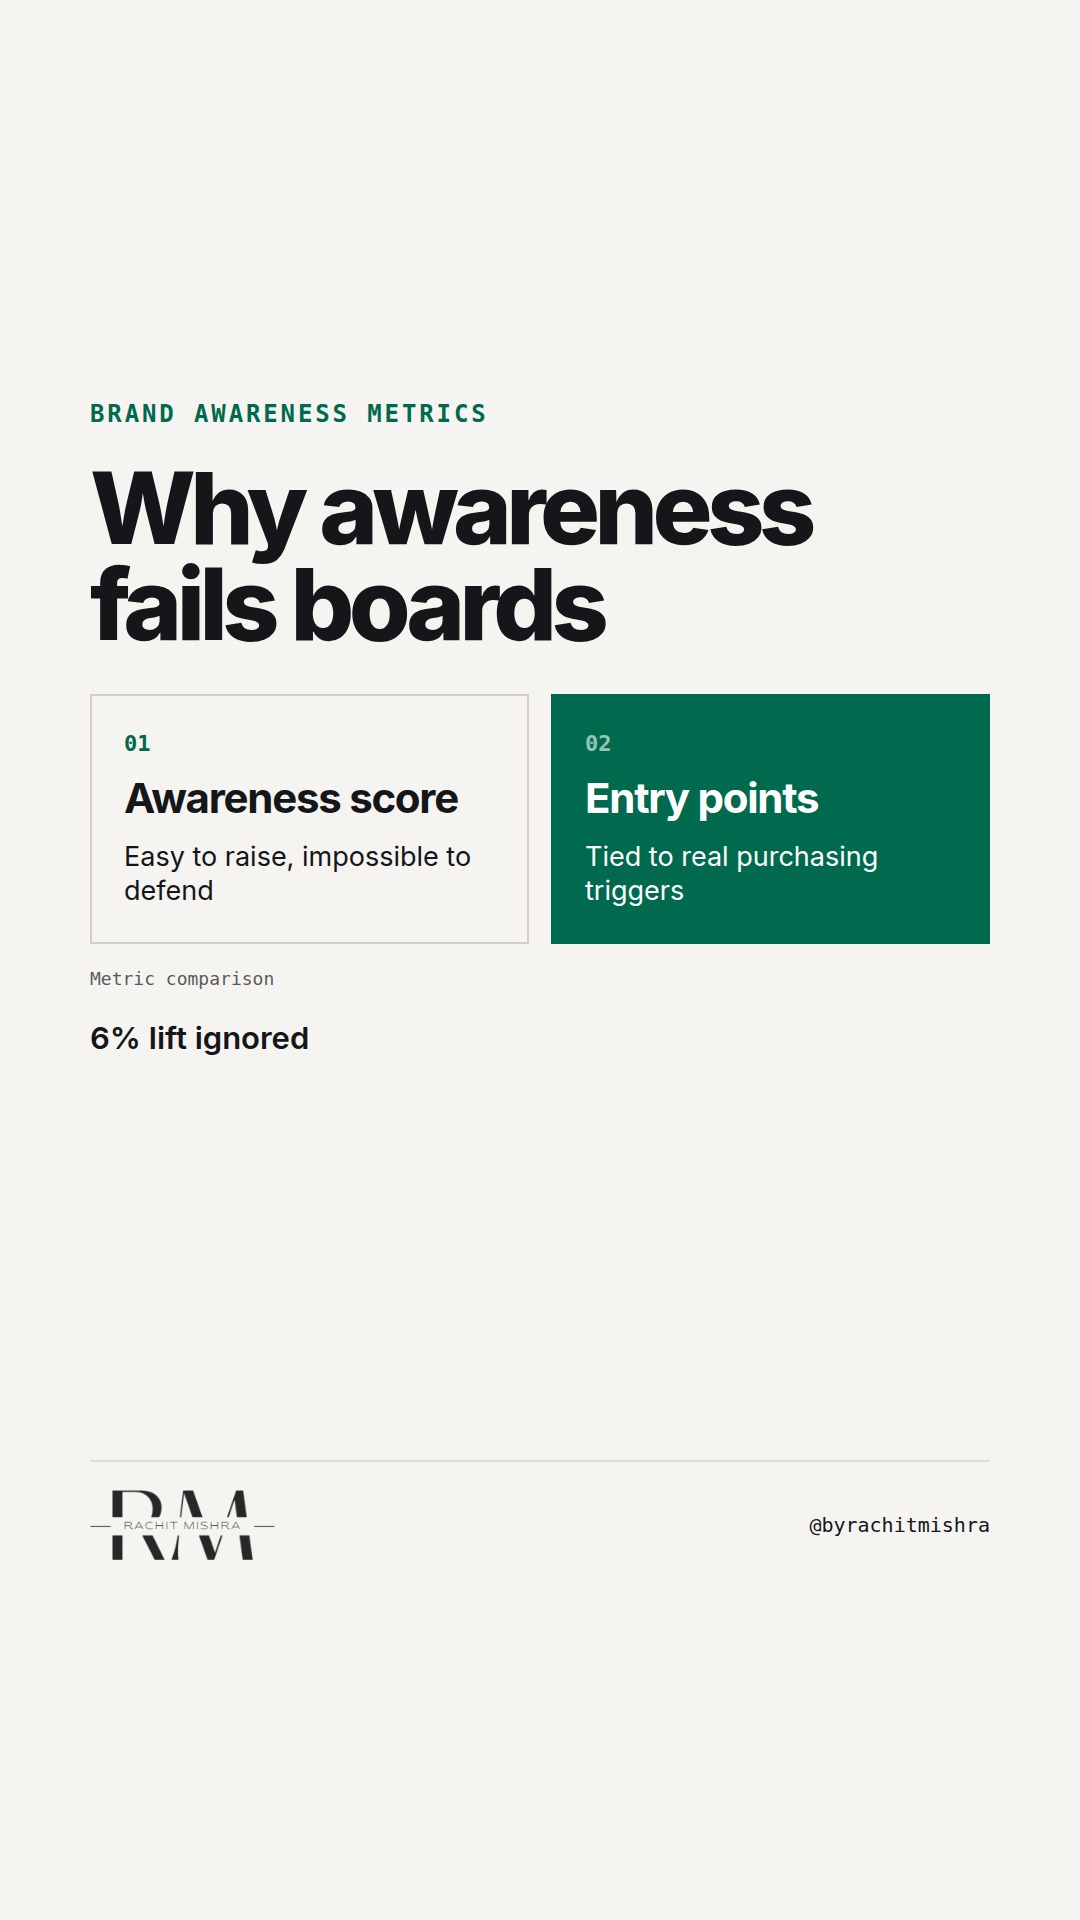 BRAND AWARENESS METRICS
Why awareness
fails boards
01
Awareness score
Easy to raise, impossible to
defend
02
Entry points
Tied to real purchasing
triggers
Metric comparison
6% lift ignored
RM
RACHIT MISHRA
@byrachitmishra